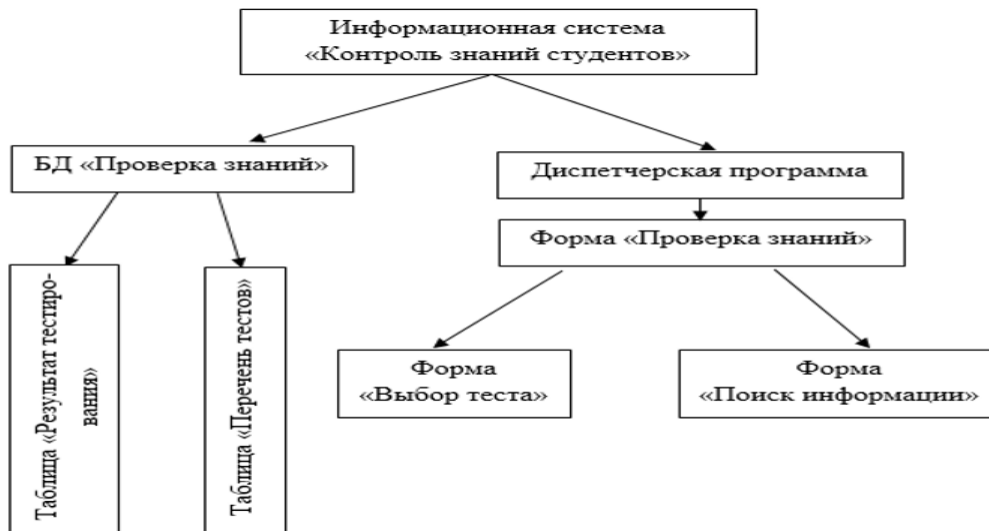 Информационная система
«Контроль знаний студентов»
БД «Проверка знаний»
Диспетчерская программа
Форма «Проверка знаний»
Таблица «Результат тестиро-
вания»
Таблица «Перечень тестов»
Форма
«Выбор теста»
Форма
«Поиск информации»